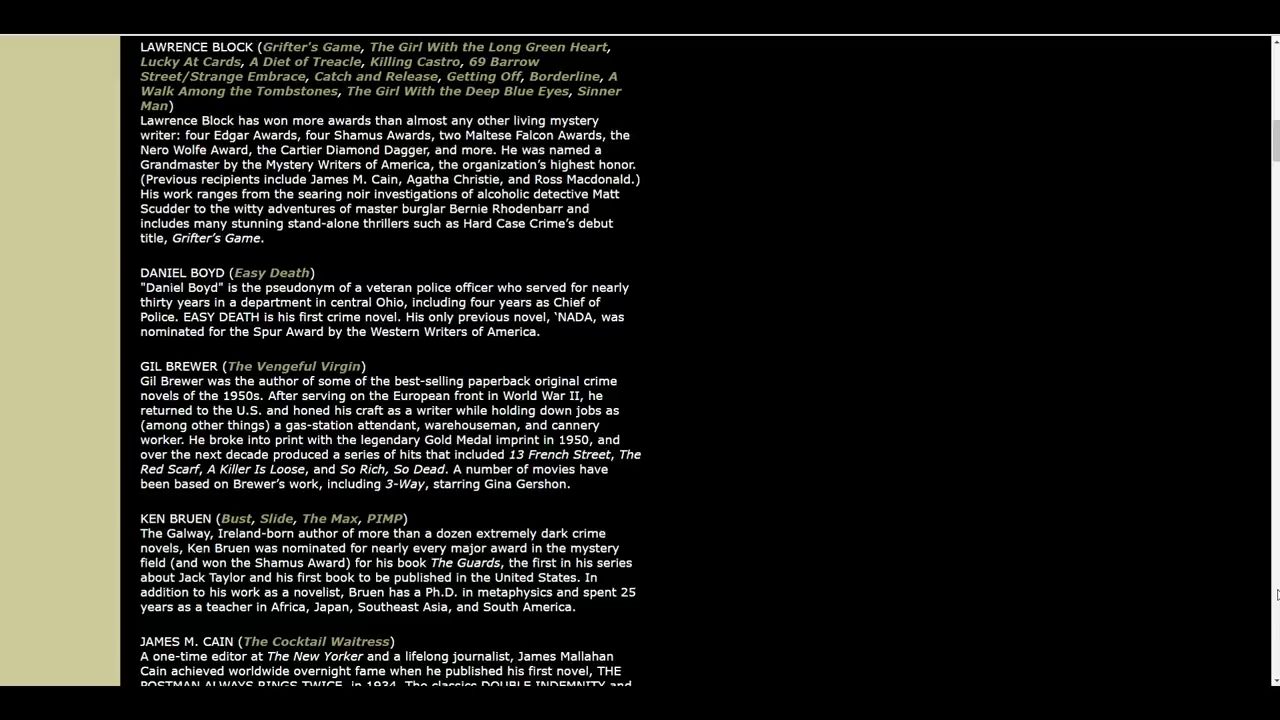 LAWRENCE BLOCK (Grifter's Game, The Girl With the Long Green Heart,
Lucky At Cards, A Diet of Treacle, Killing Castro, 69 Barrow
Street/Strange Embrace, Catch and Release, Getting Off, Borderline, A
Walk Among the Tombstones, The Girl With the Deep Blue Eyes, Sinner
Man)
Lawrence Block has won more awards than almost any other living mystery
writer: four Edgar Awards, four Shamus Awards, two Maltese Falcon Awards, the
Nero Wolfe Award, the Cartier Diamond Dagger, and more. He was named a
Grandmaster by the Mystery Writers of America, the organization’s highest honor.
(Previous recipients include James M. Cain, Agatha Christie, and Ross Macdonald.)
His work ranges from the searing noir investigations of alcoholic detective Matt
Scudder to the witty adventures of master burglar Bernie Rhodenbarr and
includes many stunning stand-alone thrillers such as Hard Case Crime’s debut
title, Grifter’s Game.
DANIEL BOYD (Easy Death)
"Daniel Boyd" is the pseudonym of a veteran police officer who served for nearly
thirty years in a department in central Ohio, including four years as Chief of
Police. EASY DEATH is his first crime novel. His only previous novel, ‘NADA, was
nominated for the Spur Award by the Western Writers of America.
GIL BREWER (The Vengeful Virgin)
Gil Brewer was the author of some of the best-selling paperback original crime
novels of the 1950s. After serving on the European front in World War II, he
returned to the U.S. and honed his craft as a writer while holding down jobs as
(among other things) a gas-station attendant, warehouseman, and cannery
worker. He broke into print with the legendary Gold Medal imprint in 1950, and
over the next decade produced a series of hits that included 13 French Street, The
Red Scarf, A Killer Is Loose, and So Rich, So Dead. A number of movies have
been based on Brewer’s work, including 3-Way, starring Gina Gershon.
KEN BRUEN (Bust, Slide, The Max, PIMP)
The Galway, Ireland-born author of more than a dozen extremely dark crime
novels, Ken Bruen was nominated for nearly every major award in the mystery
field (and won the Shamus Award) for his book The Guards, the first in his series
about Jack Taylor and his first book to be published in the United States. In
addition to his work as a novelist, Bruen has a Ph.D. in metaphysics and spent 25
years as a teacher in Africa, Japan, Southeast Asia, and South America.
JAMES M. CAIN (The Cocktail Waitress)
A one-time editor at The New Yorker and a lifelong journalist, James Mallahan
Cain achieved worldwide overnight fame when he published his first novel, THE
POSTMAN ALWAYS RINGS TWICE, in 1934. The classics DOUBLE INDEMNITY and